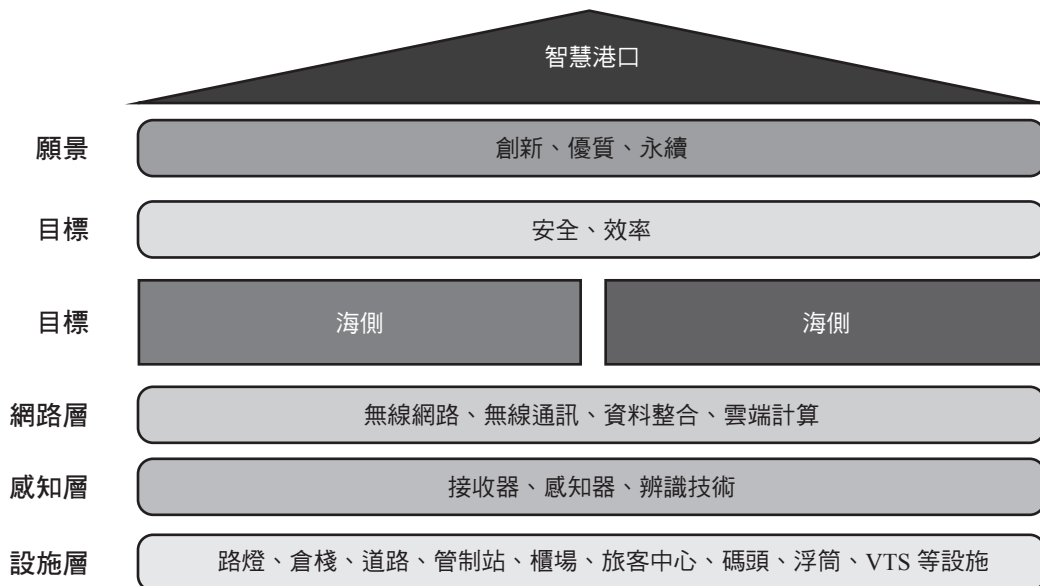 智慧港口
願景
創新、優質、永續
目標
安全、效率
目標
海側
海側
網路層
無線網路、無線通訊、資料整合、雲端計算
感知層
接收器、感知器、辨識技術
設施層
路燈、倉棧、道路、管制站、櫃場、旅客中心、碼頭、浮筒、VTS 等設施